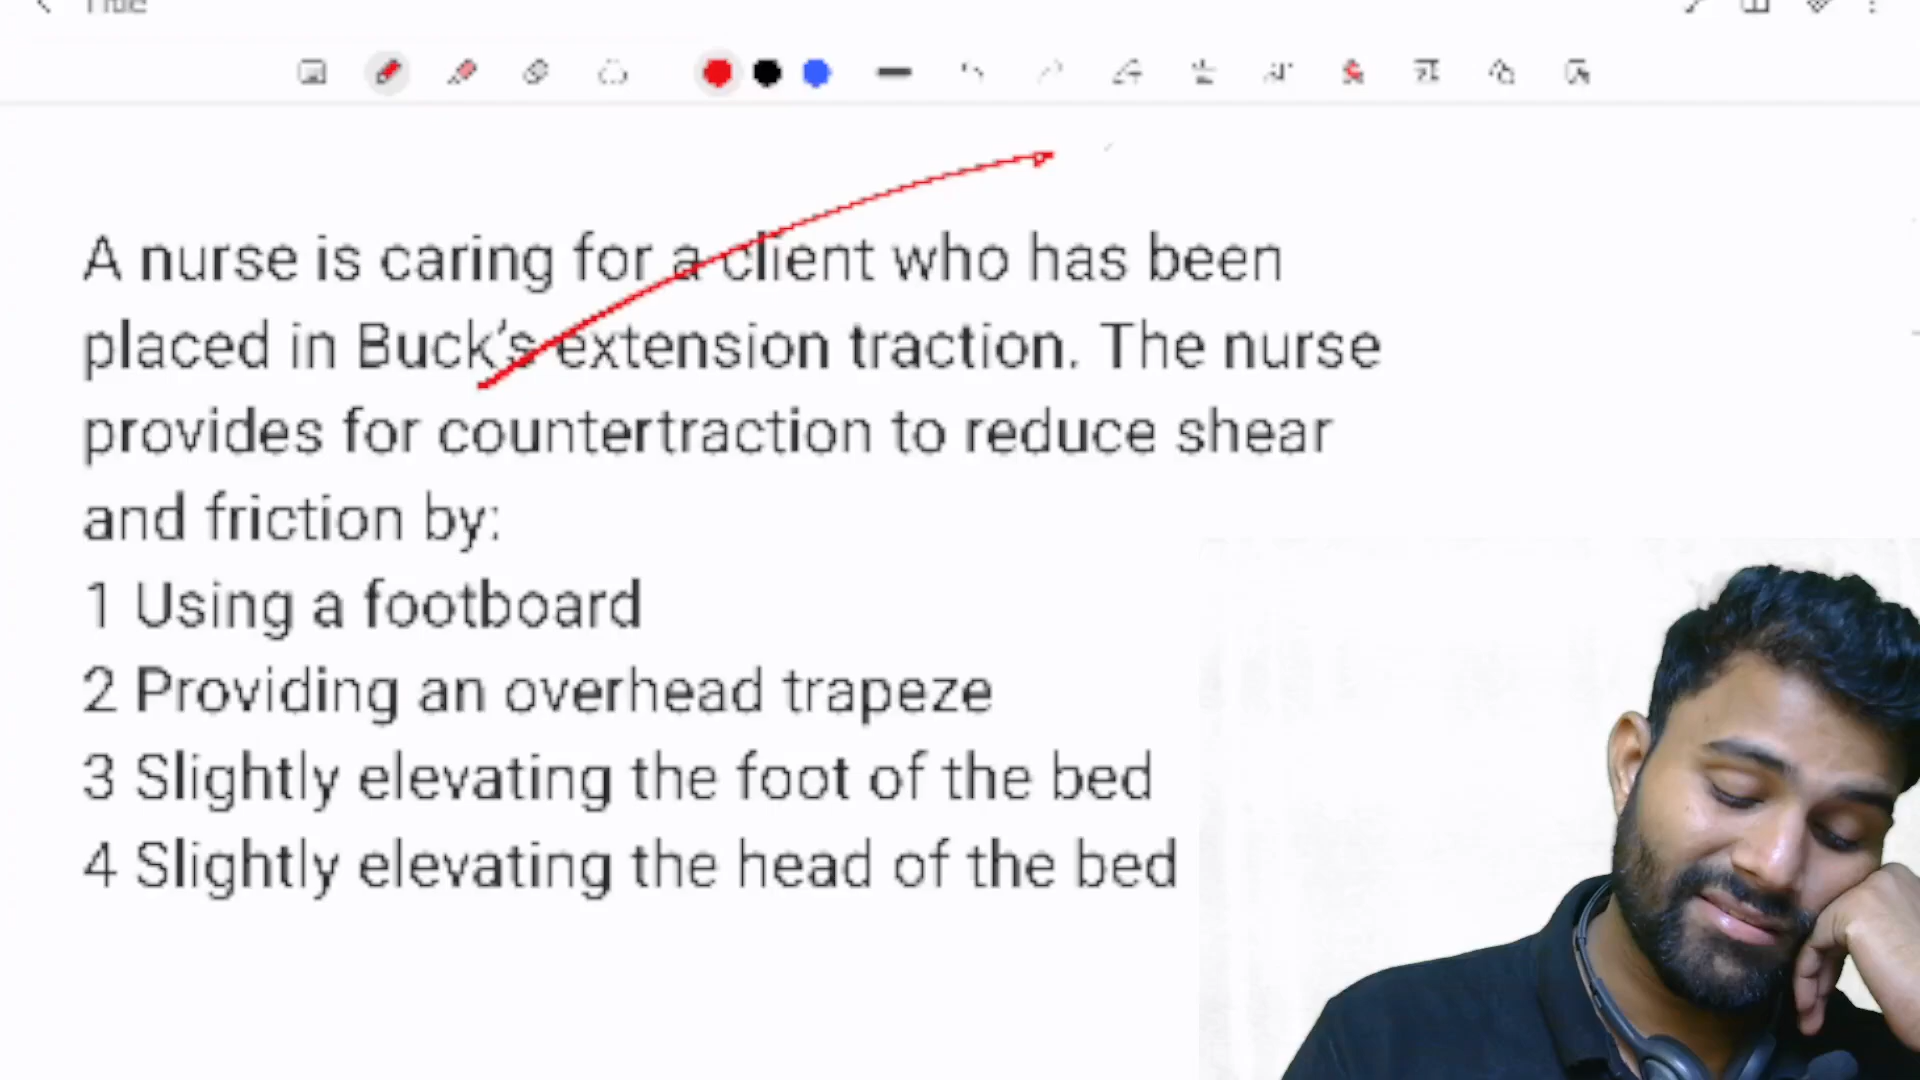 Title
A nurse is caring for a client who has been
placed in Buck's extension traction. The nurse
provides for countertraction to reduce shear
and friction by:
1 Using a footboard
2 Providing an overhead trapeze
3 Slightly elevating the foot of the bed
4 Slightly elevating the head of the bed